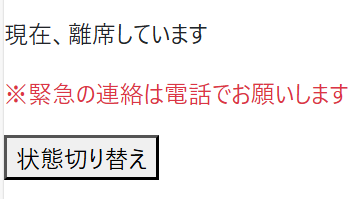 現在、離席しています
※緊急の連絡は電話でお願いします
状態切り替え